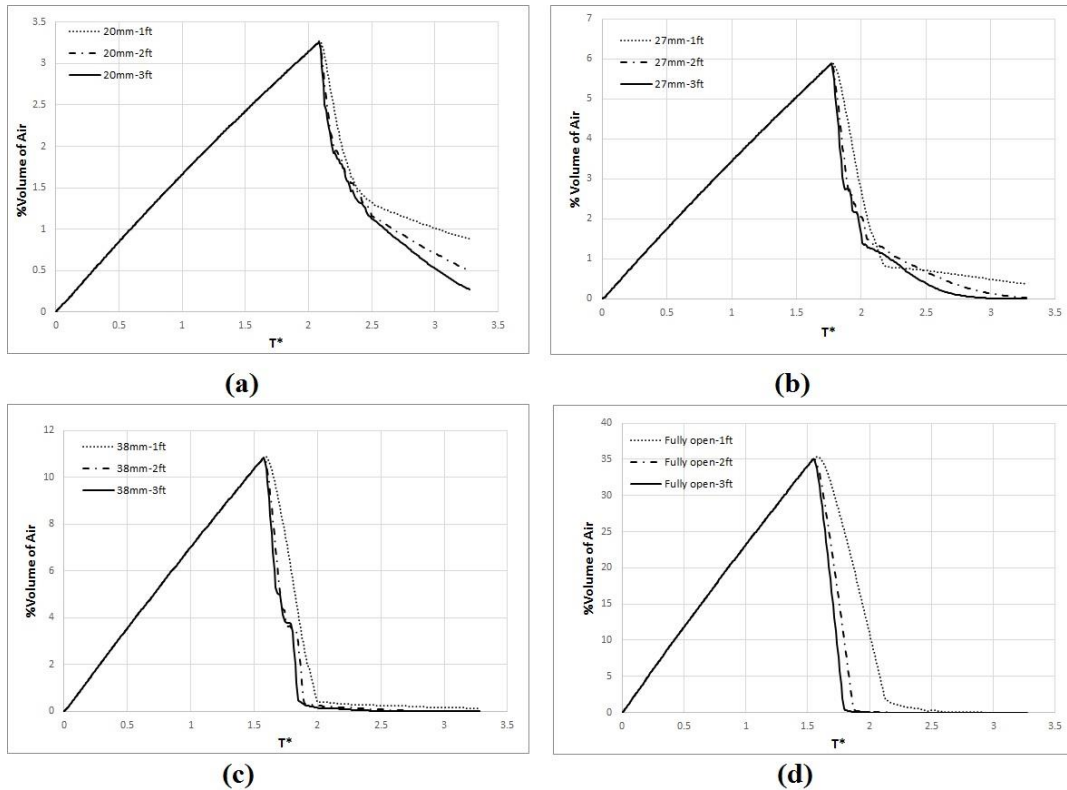 3.5
3
2.5
2
1.5
1
0.5
0
%Volume of Air
20mm-1ft
20mm-2ft
20mm-3ft
0 0.5 1 1.5 2 2.5 3 3.5
T*
(a)
7
6
5
4
3
2
1
0
% Volume of Air
27mm-1ft
27mm-2ft
27mm-3ft
0 0.5 1 1.5 2 2.5 3 3.5
T*
(b)
12
10
8
6
4
2
0
%Volume of Air
38mm-1ft
38mm-2ft
38mm-3ft
0 0.5 1 1.5 2 2.5 3 3.5
T*
(c)
40
35
30
25
20
15
10
5
0
%Volume of Air
Fully open-1ft
Fully open-2ft
Fully open-3ft
0 0.5 1 1.5 2 2.5 3 3.5
T*
(d)